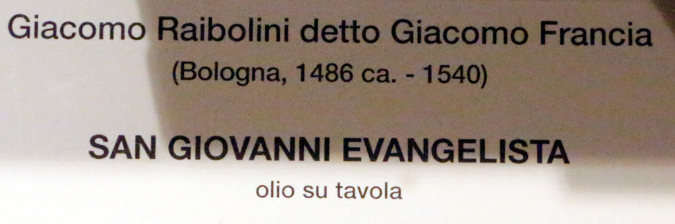 Giacomo Raibolini detto Giacomo Francia
(Bologna, 1486 ca. - 1540)
SAN GIOVANNI EVANGELISTA
olio su tavola